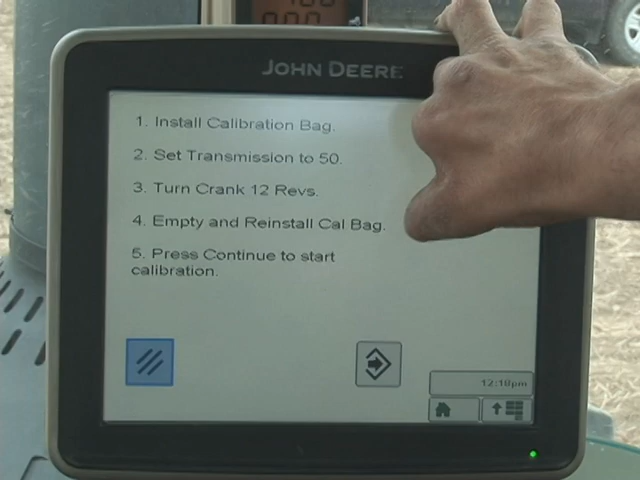 JOHN DEERE
1. Install Calibration Bag.
2. Set Transmission to 50.
3. Turn Crank 12 Revs.
4. Empty and Reinstall Cal Bag.
5. Press Continue to start
calibration.
12:18pm